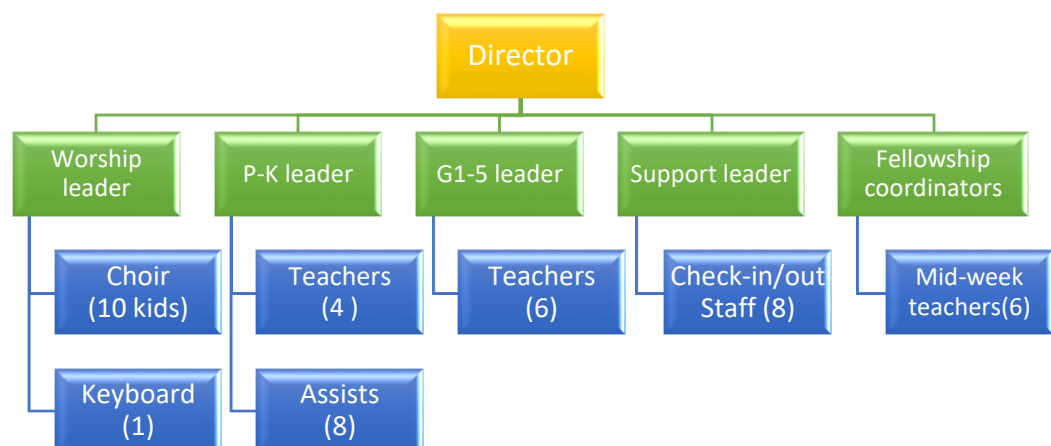 Director
Worship
leader
P-K leader
G1-5 leader
Support leader
Fellowship
coordinators
Choir
(10 kids)
Teachers
(4 )
Teachers
(6)
Check-in/out
Staff (8)
Mid-week
teachers(6)
Keyboard
(1)
Assists
(8)